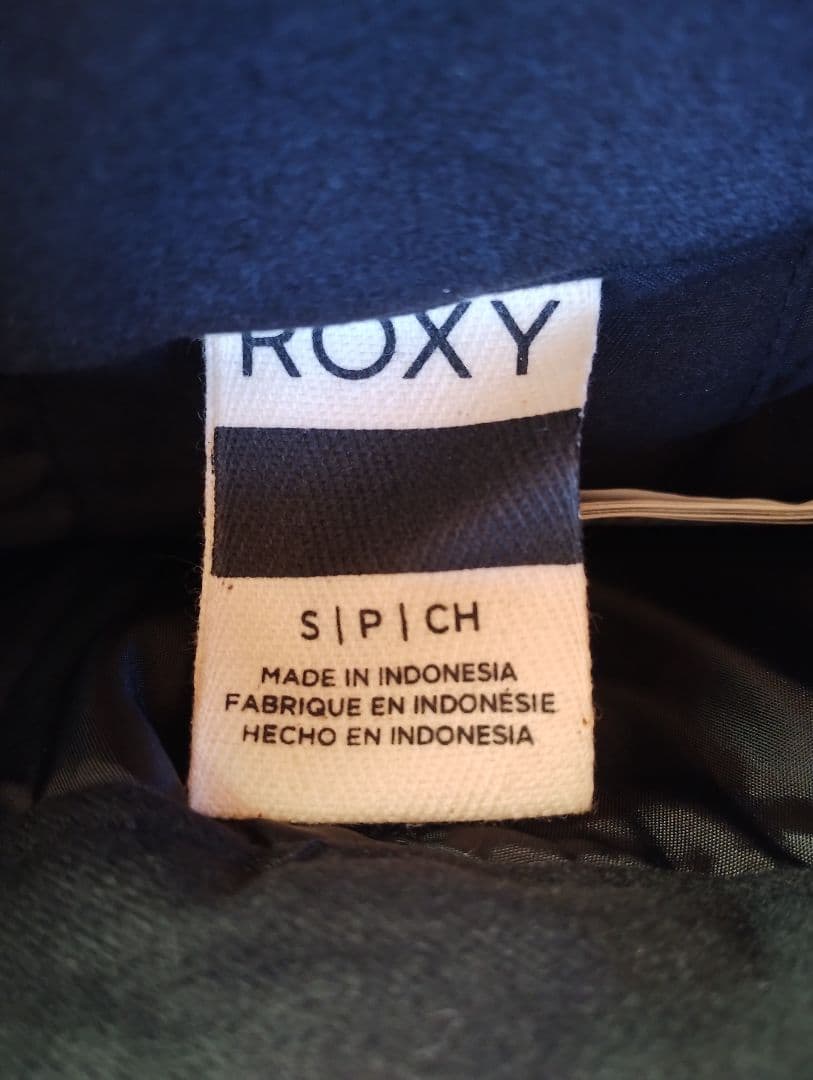 ROXY
S | P | CH
MADE IN INDONESIA
FABRIQUE EN INDONÉSIE
HECHO EN INDONESIA